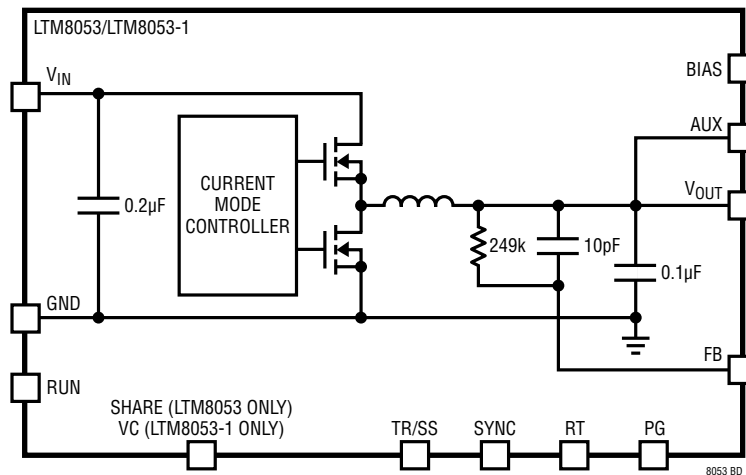 LTM8053/LTM8053-1
VIN
BIAS
AUX
VOUT
CURRENT
MODE
CONTROLLER
0.2µF
249k
10pF
0.1µF
GND
FB
RUN
SHARE (LTM8053 ONLY)
VC (LTM8053-1 ONLY)
TR/SS
SYNC
RT
PG
8053 BD